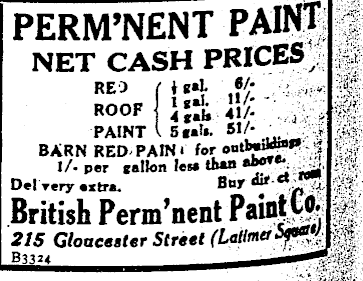 PERM'NENT PAINT
NET CASH PRICES
RED ½ gal. 6/-
ROOF 1 gal. 11/-
4 gals 41/-
PAINT 5 gals. 51/-
BARN RED PAINT for outbuildings
1/- per gallon less than above.
Delivery extra. Buy direct from
British Perm'nent Paint Co.
215 Gloucester Street (Latimer Square)
B3324